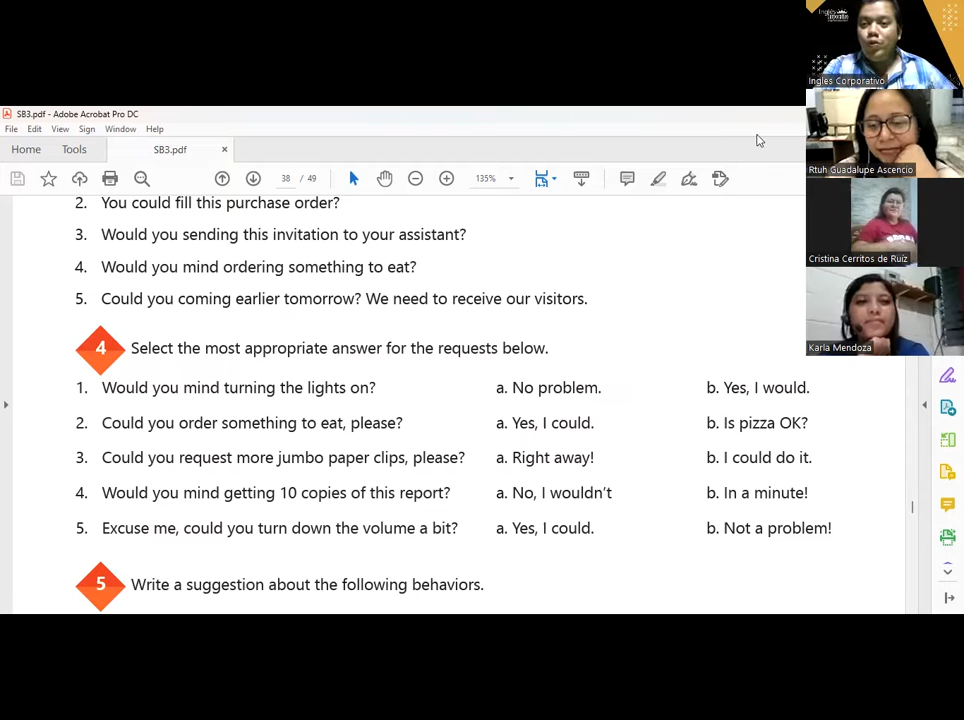 Inglés
Corporativo
Inglés Corporativo
SB3.pdf - Adobe Acrobat Pro DC
File Edit View Sign Window Help
Home Tools SB3.pdf ×
38 / 49 135%
Rtuh Guadalupe Ascencio
2. You could fill this purchase order?
3. Would you sending this invitation to your assistant?
4. Would you mind ordering something to eat?
5. Could you coming earlier tomorrow? We need to receive our visitors.
Cristina Cerritos de Ruíz
Karla Mendoza
4 Select the most appropriate answer for the requests below.
1. Would you mind turning the lights on? a. No problem. b. Yes, I would.
2. Could you order something to eat, please? a. Yes, I could. b. Is pizza OK?
3. Could you request more jumbo paper clips, please? a. Right away! b. I could do it.
4. Would you mind getting 10 copies of this report? a. No, I wouldn't b. In a minute!
5. Excuse me, could you turn down the volume a bit? a. Yes, I could. b. Not a problem!
5 Write a suggestion about the following behaviors.